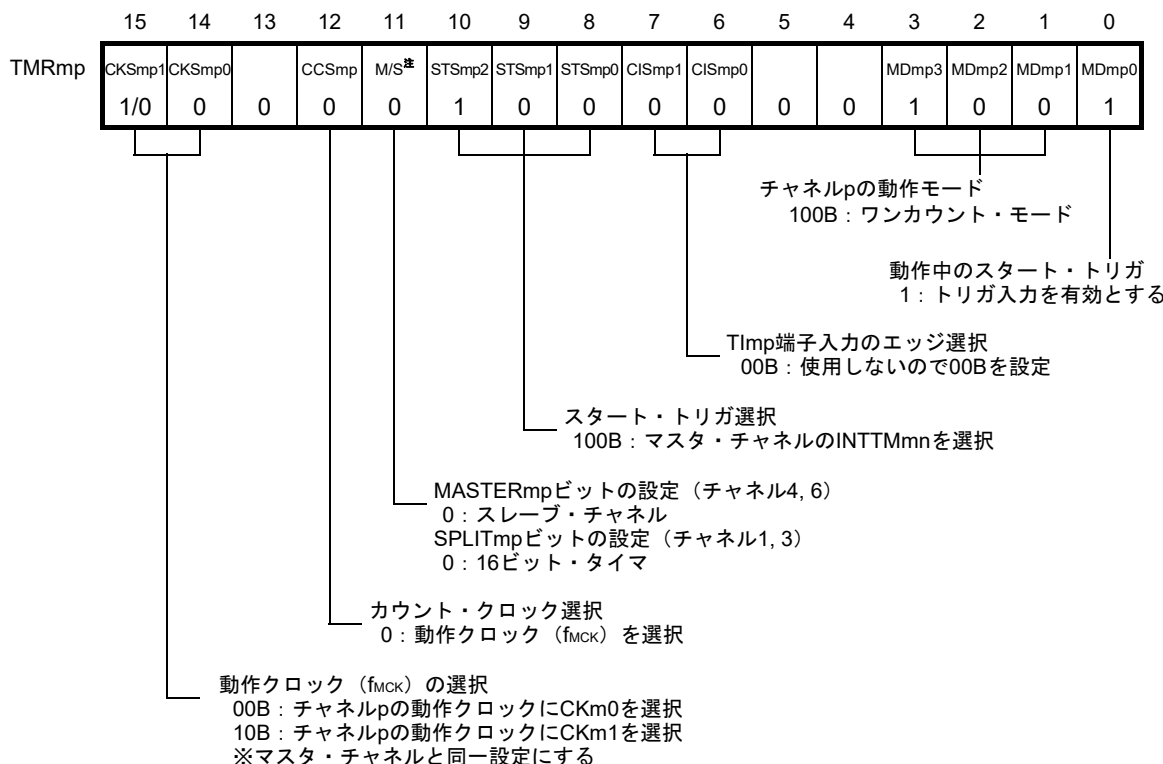 15 14 13 12 11 10 9 8 7 6 5 4 3 2 1 0
TMRmp CKSmp1 CKSmp0 CCSmp M/S注 STSmp2 STSmp1 STSmp0 CISmp1 CISmp0 MDmp3 MDmp2 MDmp1 MDmp0
1/0 0 0 0 0 1 0 0 0 0 0 0 1 0 0 1
チャネルpの動作モード
100B：ワンカウント・モード
動作中のスタート・トリガ
1：トリガ入力を有効とする
TImp端子入力のエッジ選択
00B：使用しないので00Bを設定
スタート・トリガ選択
100B：マスタ・チャネルのINTTMmnを選択
MASTERmpビットの設定（チャネル4, 6）
0：スレーブ・チャネル
SPLITmpビットの設定（チャネル1, 3）
0：16ビット・タイマ
カウント・クロック選択
0：動作クロック（fMCK）を選択
動作クロック（fMCK）の選択
00B：チャネルpの動作クロックにCKm0を選択
10B：チャネルpの動作クロックにCKm1を選択
※マスタ・チャネルと同一設定にする